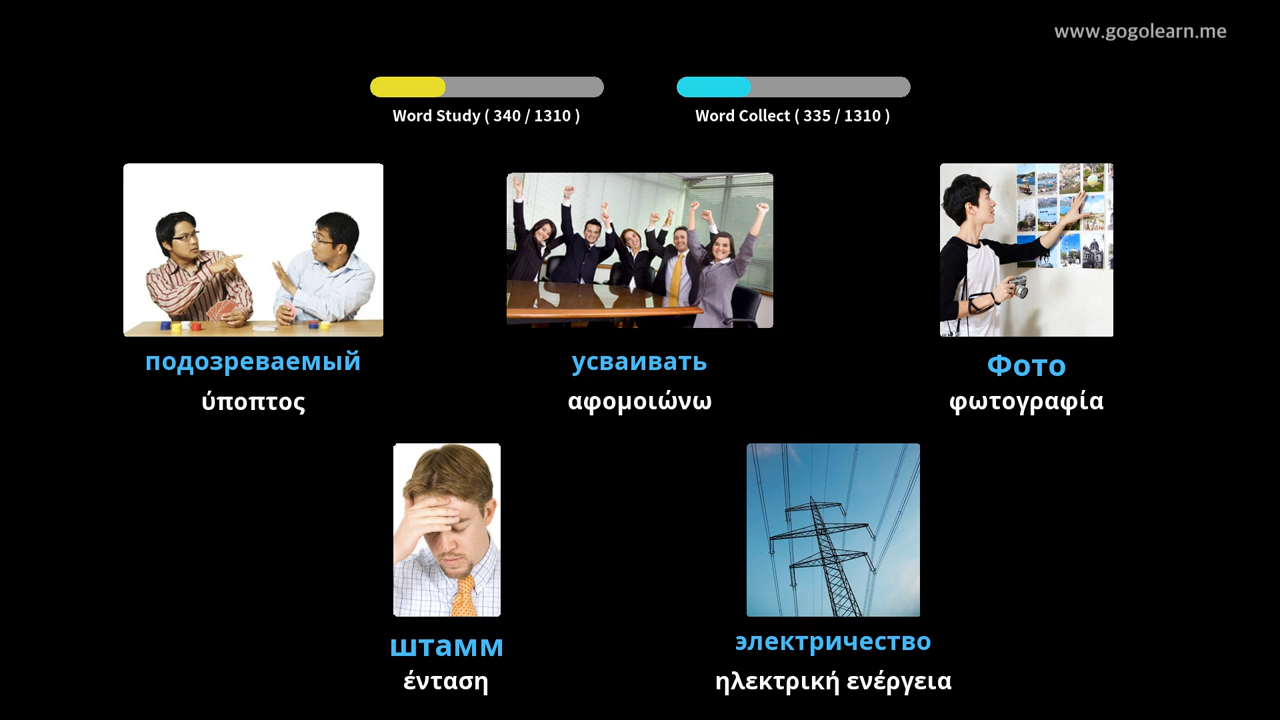 www.gogolearn.me
Word Study ( 340 / 1310 )
Word Collect ( 335 / 1310 )
подозреваемый
ύποπτος
усваивать
αφομοιώνω
Фото
φωτογραφία
штамм
ένταση
электричество
ηλεκτρική ενέργεια